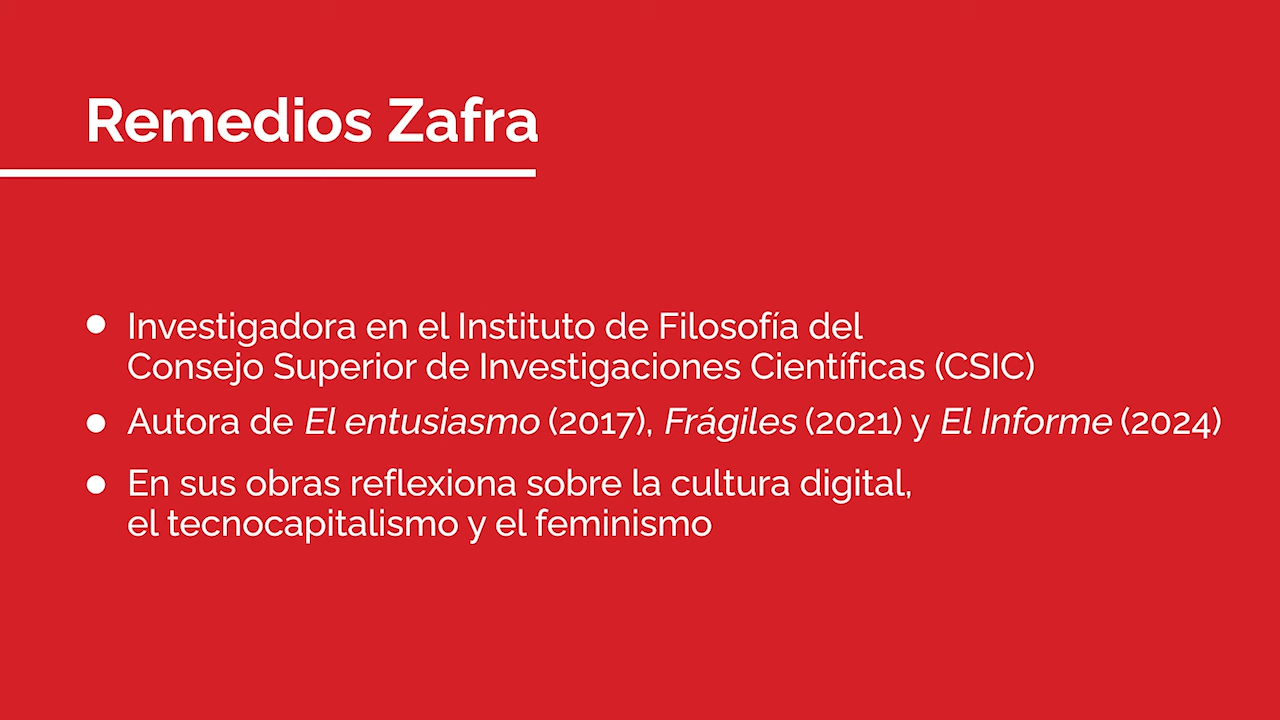 Remedios Zafra
Investigadora en el Instituto de Filosofía del
Consejo Superior de Investigaciones Científicas (CSIC)
Autora de El entusiasmo (2017), Frágiles (2021) y El Informe (2024)
En sus obras reflexiona sobre la cultura digital,
el tecnocapitalismo y el feminismo